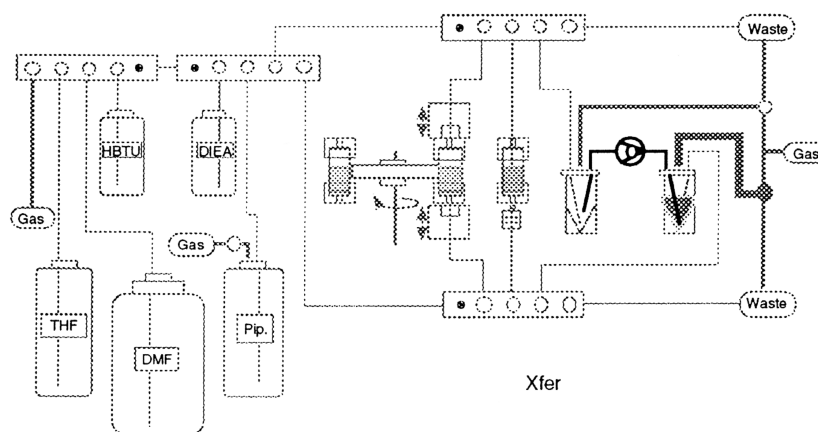 Waste
HBTU
DIEA
Gas
Gas
Gas
THF
DMF
Pip.
Waste
Xfer